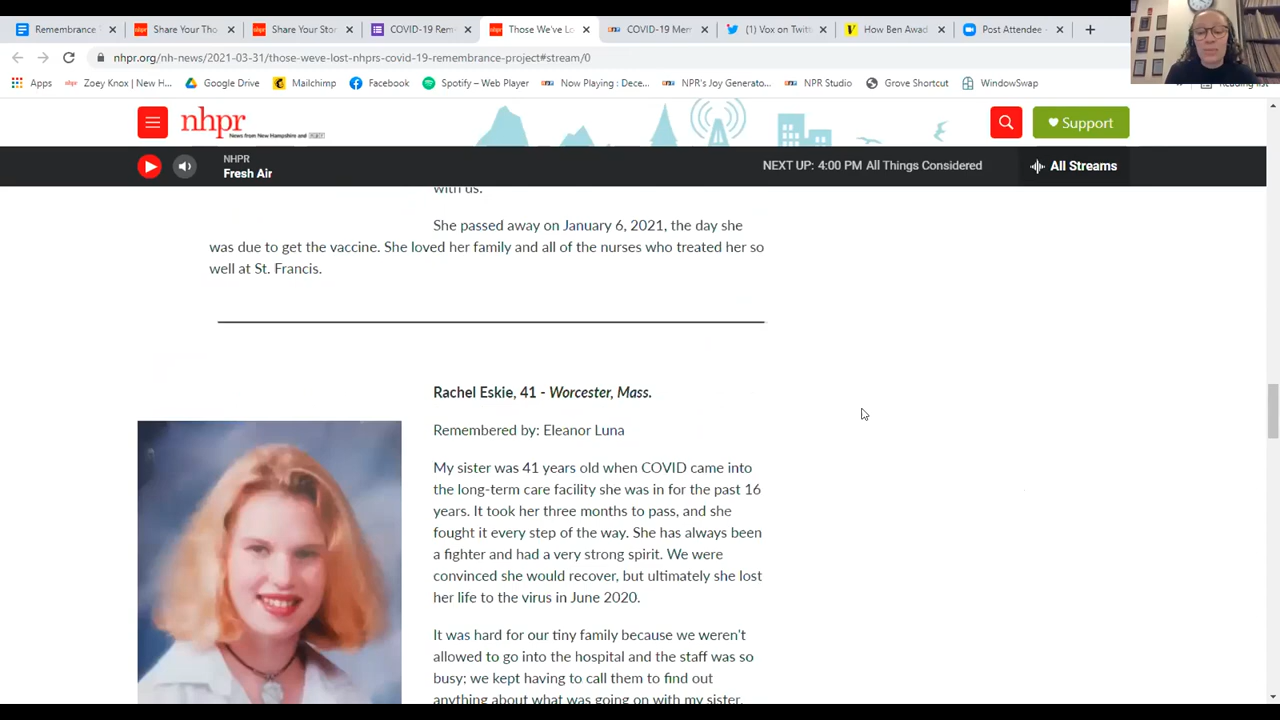 Remembrance
Share Your Tho
Share Your Stor
COVID-19 Rem
Those We've Lo
COVID-19 Mem
(1) Vox on Twitt
How Ben Awad
Post Attendee -
nhpr.org/nh-news/2021-03-31/those-weve-lost-nhprs-covid-19-remembrance-project#stream/0
Apps
Zoey Knox | New H...
Google Drive
Mailchimp
Facebook
Spotify – Web Player
Now Playing : Dece...
NPR's Joy Generato...
NPR Studio
Grove Shortcut
WindowSwap
Reading list
nhpr
News from New Hampshire and
Support
NHPR
Fresh Air
NEXT UP: 4:00 PM All Things Considered
All Streams
with us.
She passed away on January 6, 2021, the day she
was due to get the vaccine. She loved her family and all of the nurses who treated her so
well at St. Francis.
Rachel Eskie, 41 - Worcester, Mass.
Remembered by: Eleanor Luna
My sister was 41 years old when COVID came into
the long-term care facility she was in for the past 16
years. It took her three months to pass, and she
fought it every step of the way. She has always been
a fighter and had a very strong spirit. We were
convinced she would recover, but ultimately she lost
her life to the virus in June 2020.
It was hard for our tiny family because we weren't
allowed to go into the hospital and the staff was so
busy; we kept having to call them to find out
anything about what was going on with my sister.